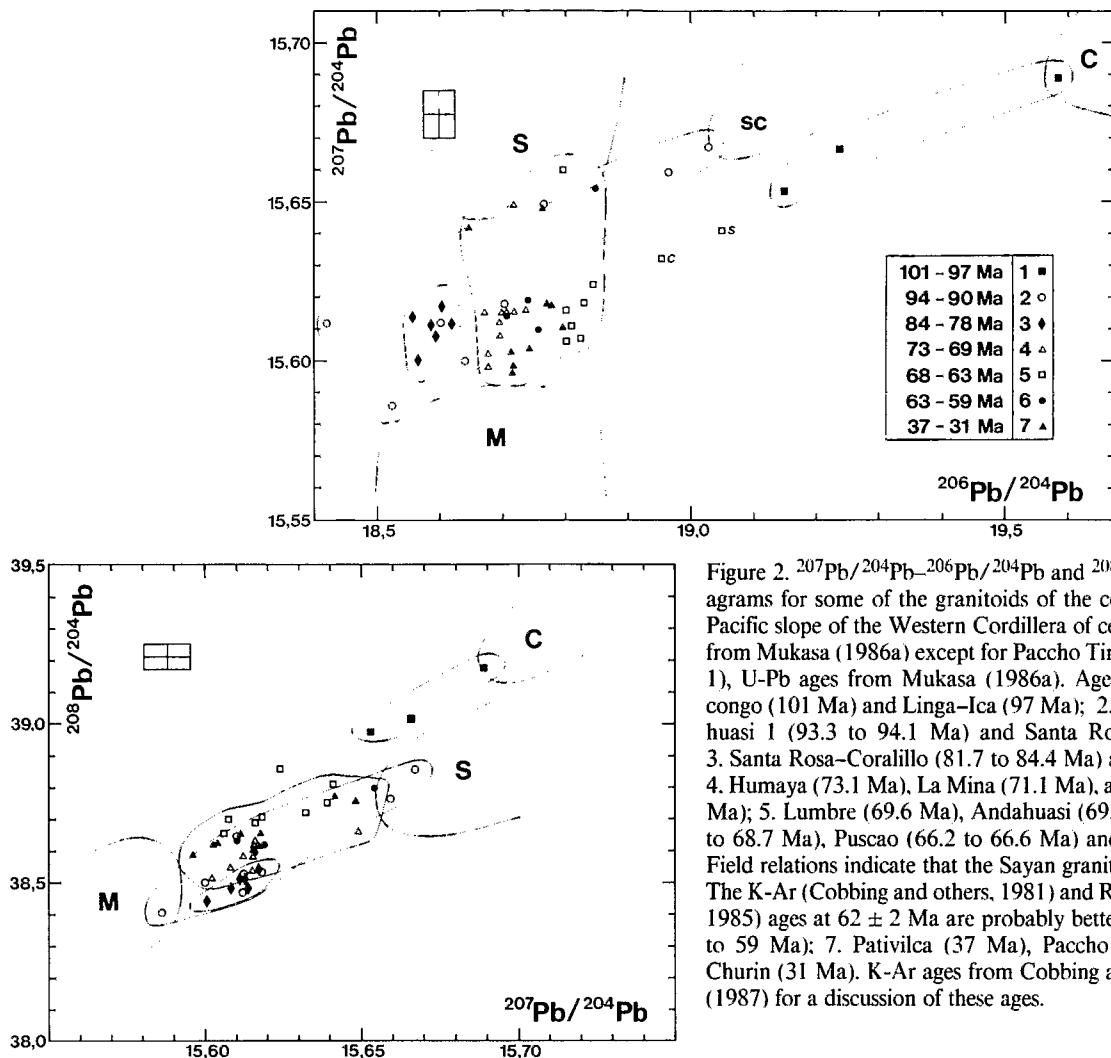 15,70
15,65
15,60
15,55
207Pb/204Pb
S
SC
C
s
c
M
101 – 97 Ma 1 ■
94 – 90 Ma 2 ○
84 – 78 Ma 3 ♦
73 – 69 Ma 4 △
68 – 63 Ma 5 □
63 – 59 Ma 6 ●
37 – 31 Ma 7 ▲
206Pb/204Pb
18,5
19,0
19,5
39,5
39,0
38,5
38,0
208Pb/204Pb
C
S
M
207Pb/204Pb
15,60
15,65
15,70
Figure 2. 207Pb/204Pb–206Pb/204Pb and 208
agrams for some of the granitoids of the co
Pacific slope of the Western Cordillera of ce
from Mukasa (1986a) except for Paccho Tin
1), U-Pb ages from Mukasa (1986a). Age
congo (101 Ma) and Linga–Ica (97 Ma); 2.
huasi 1 (93.3 to 94.1 Ma) and Santa Ro
3. Santa Rosa–Coralillo (81.7 to 84.4 Ma) a
4. Humaya (73.1 Ma), La Mina (71.1 Ma), a
Ma); 5. Lumbre (69.6 Ma), Andahuasi (69.
to 68.7 Ma), Puscao (66.2 to 66.6 Ma) and
Field relations indicate that the Sayan granit
The K-Ar (Cobbing and others, 1981) and R
1985) ages at 62 ± 2 Ma are probably bette
to 59 Ma); 7. Pativilca (37 Ma), Paccho
Churin (31 Ma). K-Ar ages from Cobbing a
(1987) for a discussion of these ages.